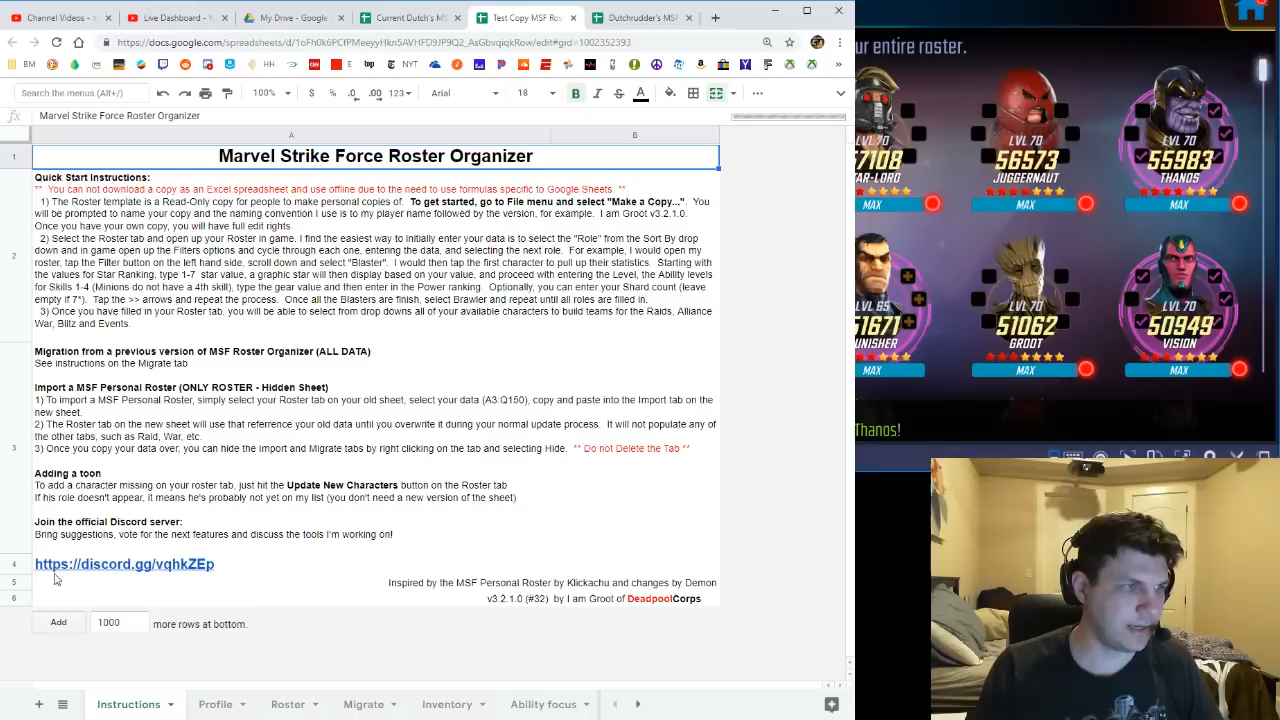 Channel Videos - Y
Live Dashboard - Y
My Drive - Google
Current Dutch's MS
Test Copy MSF Ros
Dutchrudder's MSF
https://docs.google.com/spreadsheets/d/1oFh0k6PCfPMeeyyHkn5AVHFD9JP9Q2_AsGbvqiqkRow/edit#gid=1002352393
BM
NYT
Search the menus (Alt+/)
100%
$
%
.0
.00
123
Arial
18
B
I
S
A
fx
Marvel Strike Force Roster Organizer
A
B
1
Marvel Strike Force Roster Organizer
Quick Start Instructions:
** You can not download a copy as an Excel spreadsheet and use offline due to the need to use formulas specific to Google Sheets. **
1) The Roster template is a Read-Only copy for people to make personal copies of. To get started, go to File menu and select "Make a Copy...". You
will be prompted to name your copy and the naming convention I use is to my player name followed by the version, for example. I am Groot v3.2.1.0.
Once you have your own copy, you will have full edit rights.
2) Select the Roster tab and open up your Roster in game. I find the easiest way to initially enter your data is to select the "Role" from the Sort By drop
down and in game open up the Filters options and cycle through each one, entering the data, and selecting the next role. For example, I would open my
roster, tap the Filter button on the left hand side, scroll down and select "Blaster". I would then tap the first character to pull up their statistics. Starting with
the values for Star Ranking, type 1-7 star value, a graphic star will then display based on your value, and proceed with entering the Level, the Ability levels
for Skills 1-4 (Minions do not have a 4th skill), type the gear value and then enter in the Power ranking. Optionally, you can enter your Shard count (leave
empty if 7*). Tap the >> arrows and repeat the process. Once all the Blasters are finish, select Brawler and repeat until all roles are filled in.
3) Once you have filled in your Roster tab, you will be able to select from drop downs all of your available characters to build teams for the Raids, Alliance
War, Blitz and Events.
2
Migration from a previous version of MSF Roster Organizer (ALL DATA)
See instructions on the Migrate tab
Import a MSF Personal Roster (ONLY ROSTER - Hidden Sheet)
1) To import a MSF Personal Roster, simply select your Roster tab on your old sheet, select your data (A3:Q150), copy and paste into the Import tab on the
new sheet.
2) The Roster tab on the new sheet will use that referrence your old data until you overwrite it during your normal update process. It will not populate any of
the other tabs, such as Raid, War, etc.
3) Once you copy your data over, you can hide the Import and Migrate tabs by right clicking on the tab and selecting Hide. ** Do not Delete the Tab **
3
Adding a toon
To add a character missing on your roster tab, just hit the Update New Characters button on the Roster tab
If his role doesn't appear, it means he's probably not yet on my list (you don't need a new version of the sheet)
Join the official Discord server:
Bring suggestions, vote for the next features and discuss the tools I'm working on!
4
https://discord.gg/vqhkZEp
5
Inspired by the MSF Personal Roster by Klickachu and changes by Demon
6
v3.2.1.0 (#32) by I am Groot of DeadpoolCorps
Add
1000
more rows at bottom.
Instructions
Profile
Roster
Migrate
Inventory
Ability focus
ur entire roster.
LVL 70
57108
TAR-LORD
MAX
LVL 70
56573
JUGGERNAUT
MAX
LVL 70
55983
THANOS
MAX
LVL 65
51671
UNISHER
MAX
LVL 70
51062
GROOT
MAX
LVL 70
50949
VISION
MAX
Thanos!